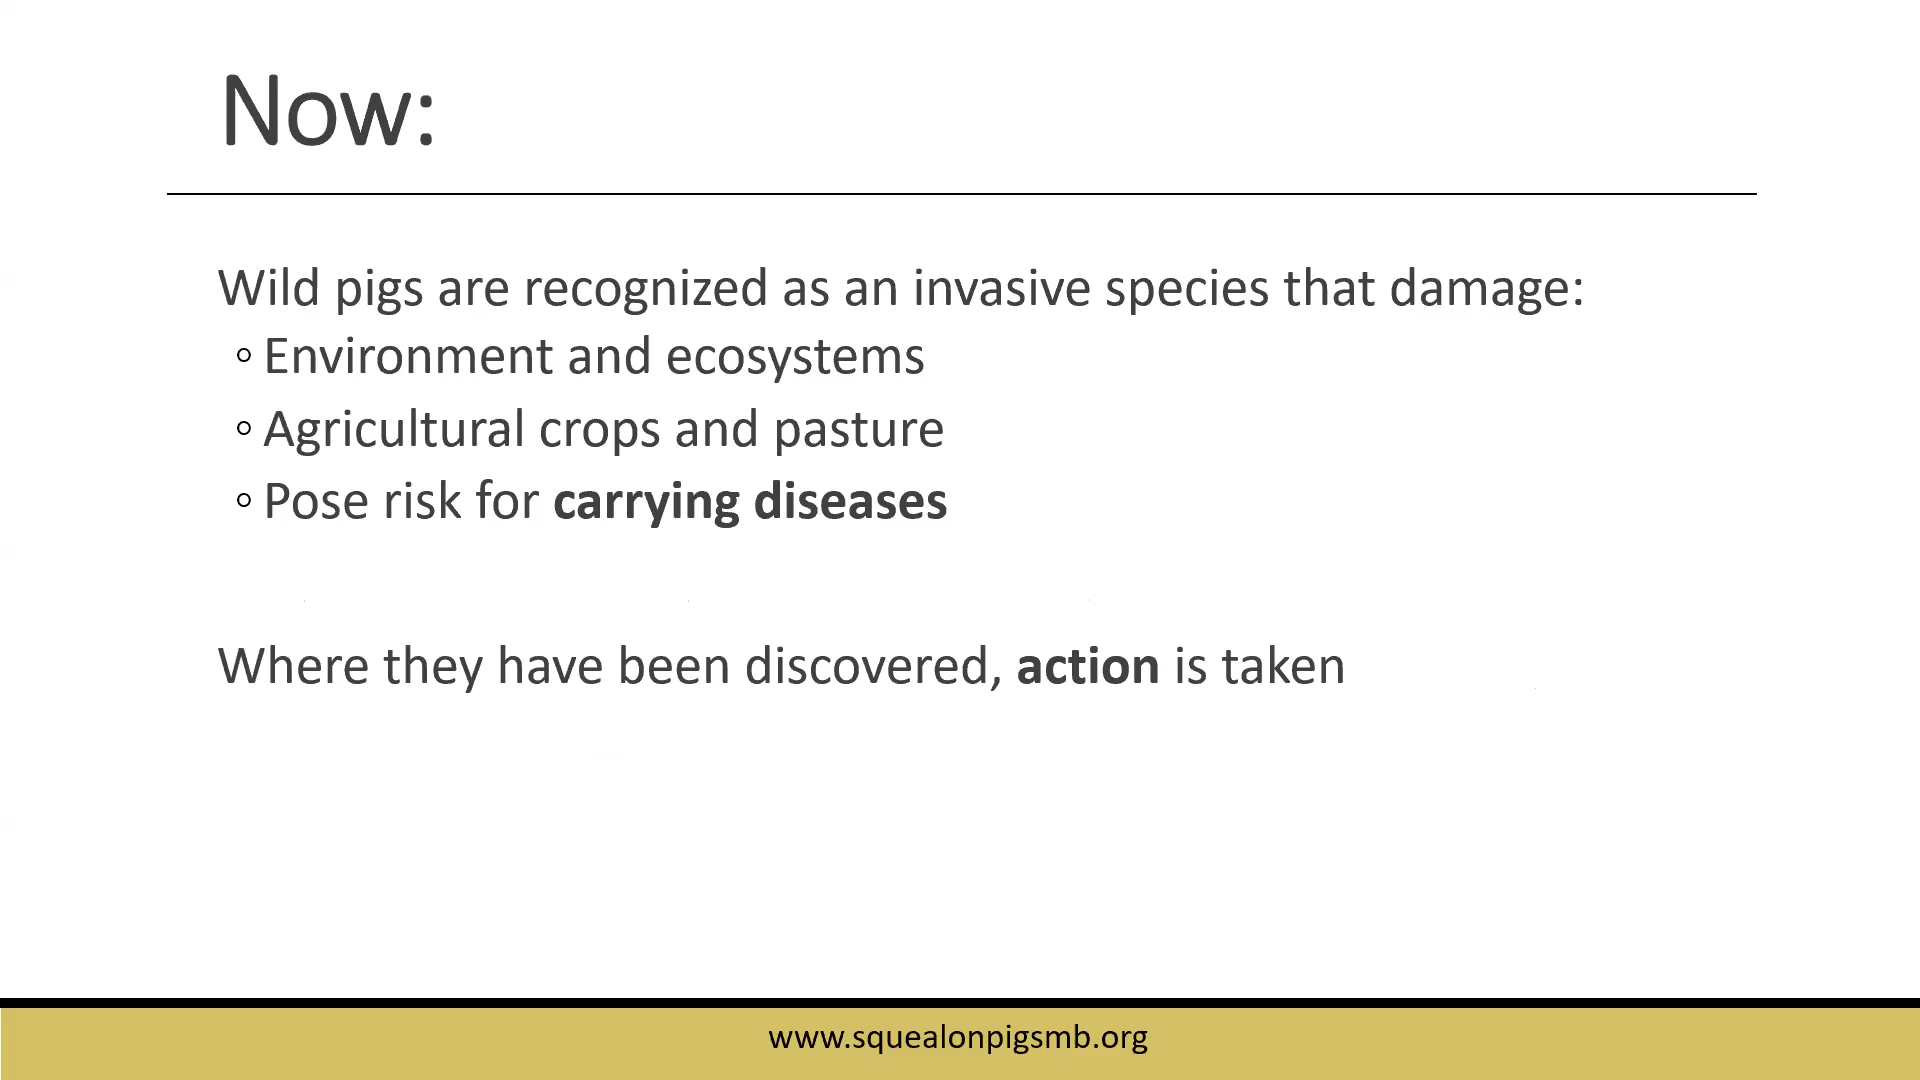 Now:
Wild pigs are recognized as an invasive species that damage:
◦ Environment and ecosystems
◦ Agricultural crops and pasture
◦ Pose risk for carrying diseases
Where they have been discovered, action is taken
www.squealonpigsmb.org